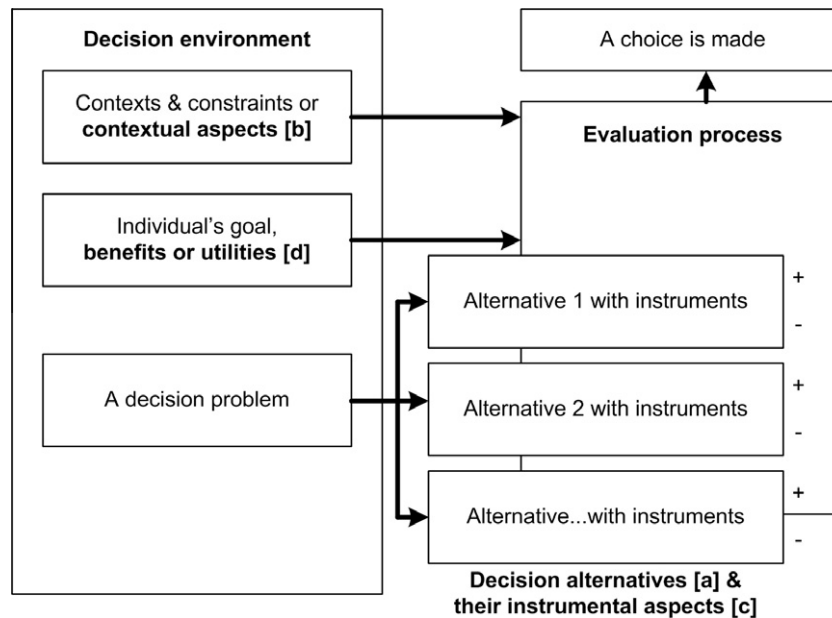 Decision environment
Contexts & constraints or
contextual aspects [b]
Individual's goal,
benefits or utilities [d]
A decision problem
A choice is made
Evaluation process
Alternative 1 with instruments
+
-
Alternative 2 with instruments
+
-
Alternative...with instruments
+
-
Decision alternatives [a] &
their instrumental aspects [c]